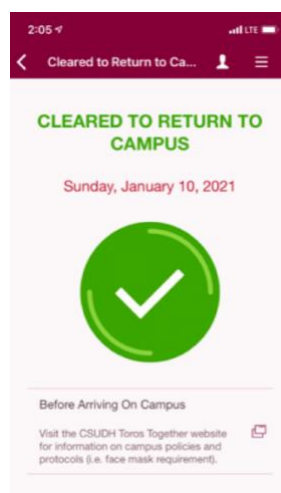 2:05 LTE
Cleared to Return to Ca...
CLEARED TO RETURN TO
CAMPUS
Sunday, January 10, 2021
Before Arriving On Campus
Visit the CSUDH Toros Together website
for information on campus policies and
protocols (i.e. face mask requirement).